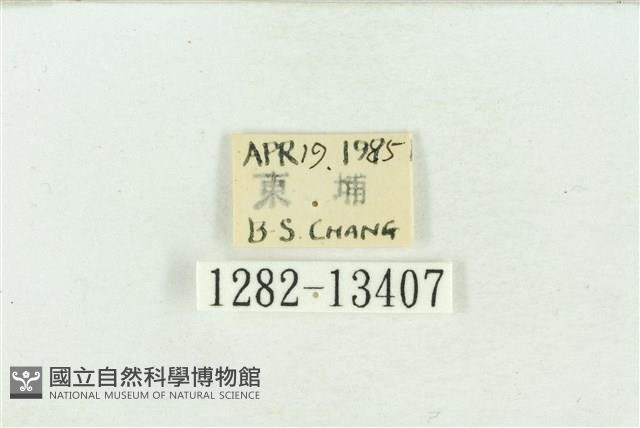 APR 19. 1985
東埔
B.S. CHANG
1282-13407
國立自然科學博物館
NATIONAL MUSEUM OF NATURAL SCIENCE